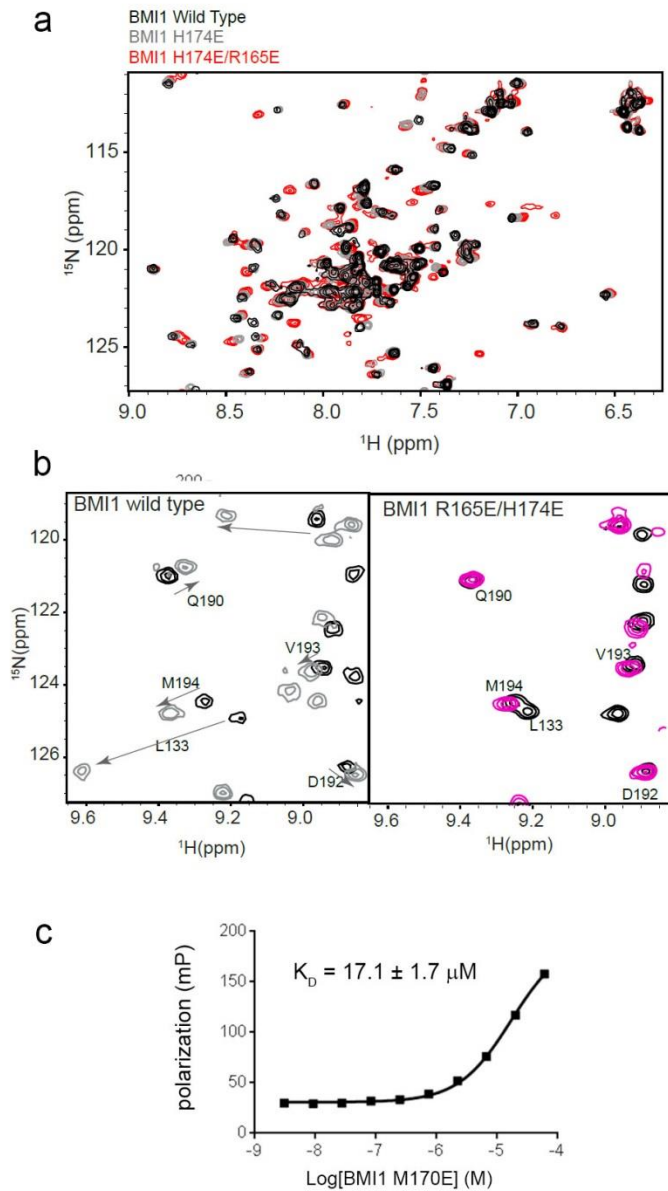 a
BMI1 Wild Type
BMI1 H174E
BMI1 H174E/R165E
115
120
125
15N (ppm)
9.0 8.5 8.0 7.5 7.0 6.5
1H (ppm)
b
BMI1 wild type
BMI1 R165E/H174E
120
122
124
126
15N(ppm)
Q190
V193
M194
L133
D192
Q190
V193
M194
L133
D192
9.6 9.4 9.2 9.0
9.6 9.4 9.2 9.0
1H(ppm)
1H(ppm)
c
200
150
100
50
0
polarization (mP)
KD = 17.1 ± 1.7 μM
-9 -8 -7 -6 -5 -4
Log[BMI1 M170E] (M)